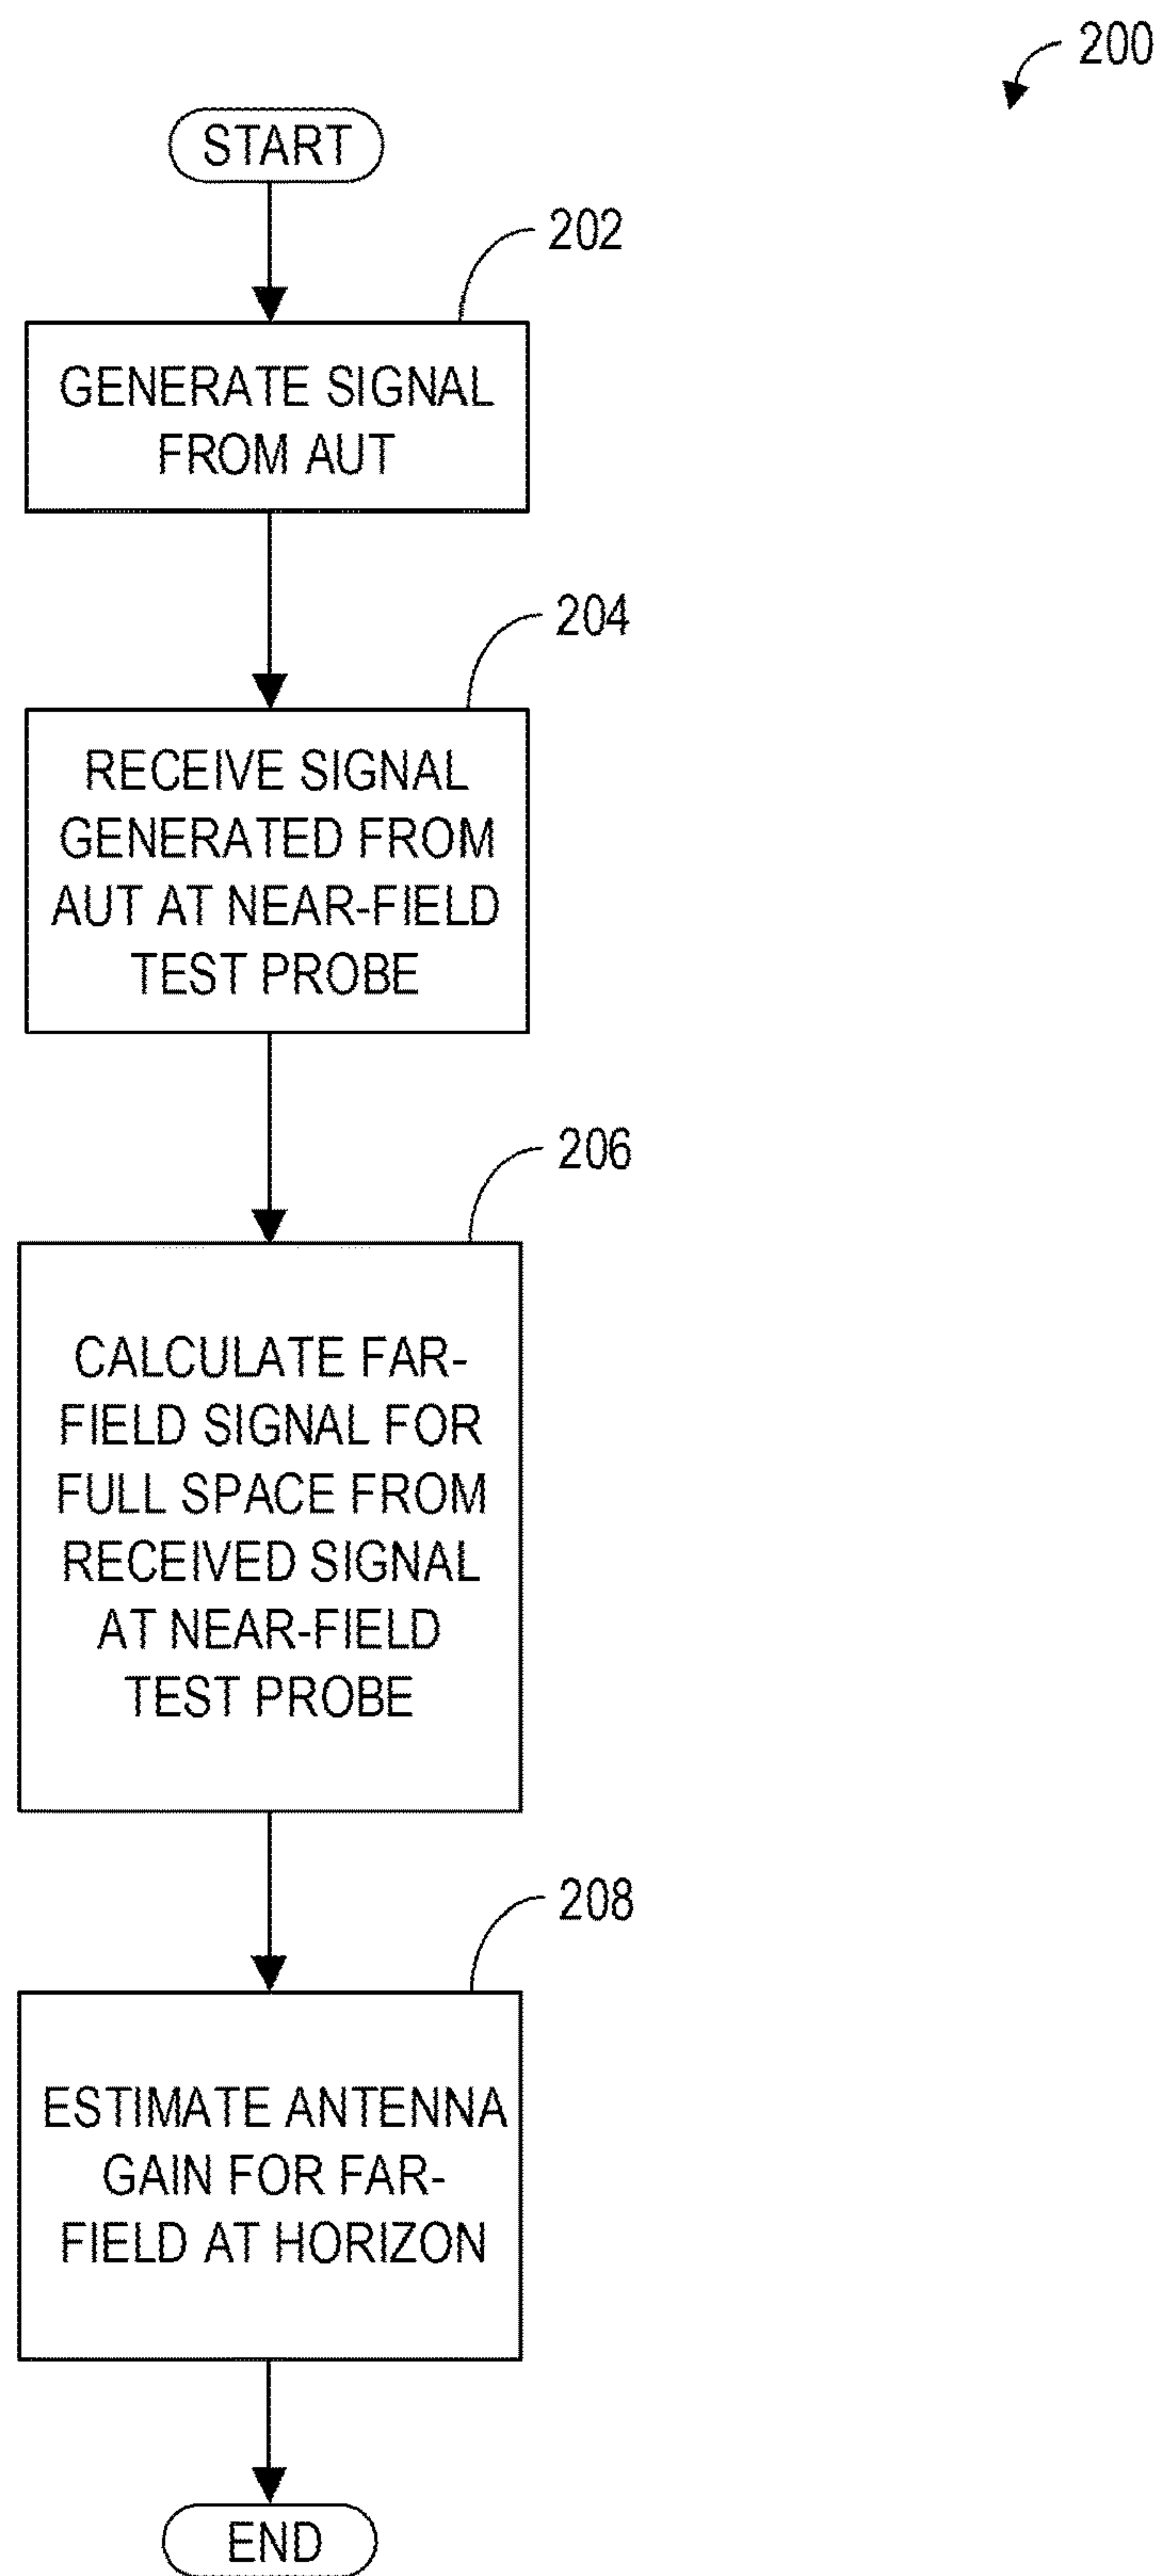 200
START
202
GENERATE SIGNAL
FROM AUT
204
RECEIVE SIGNAL
GENERATED FROM
AUT AT NEAR-FIELD
TEST PROBE
206
CALCULATE FAR-
FIELD SIGNAL FOR
FULL SPACE FROM
RECEIVED SIGNAL
AT NEAR-FIELD
TEST PROBE
208
ESTIMATE ANTENNA
GAIN FOR FAR-
FIELD AT HORIZON
END